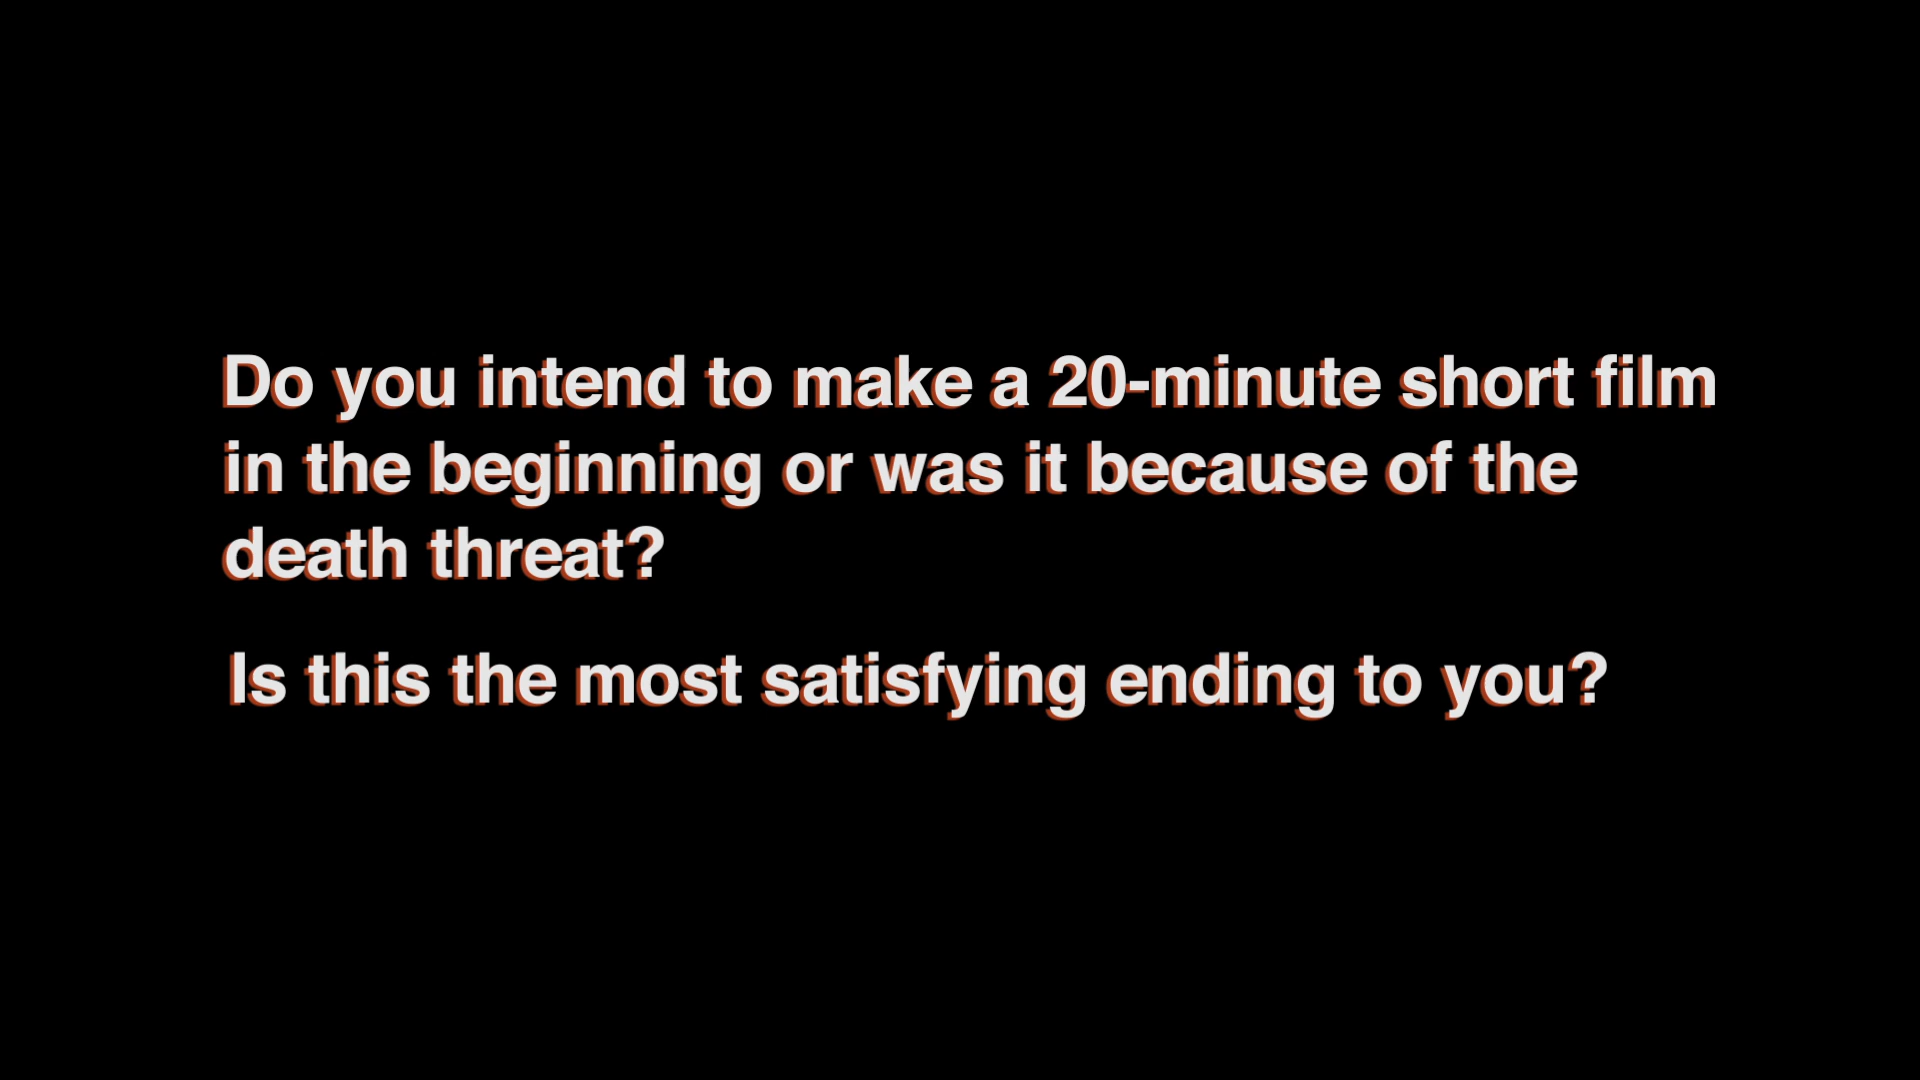 Do you intend to make a 20-minute short film
in the beginning or was it because of the
death threat?
Is this the most satisfying ending to you?